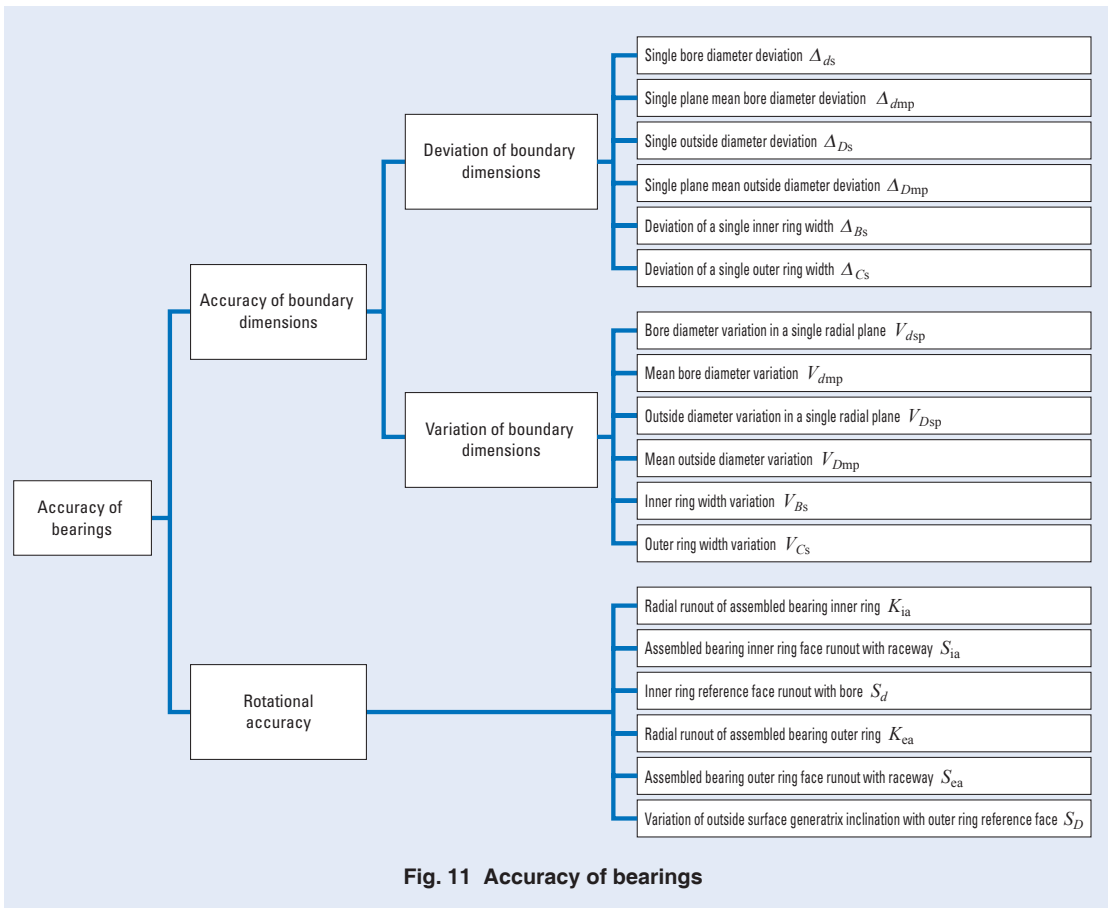 Accuracy of
bearings
Accuracy of boundary
dimensions
Deviation of boundary
dimensions
Single bore diameter deviation Δds
Single plane mean bore diameter deviation Δdmp
Single outside diameter deviation ΔDs
Single plane mean outside diameter deviation ΔDmp
Deviation of a single inner ring width ΔBs
Deviation of a single outer ring width ΔCs
Variation of boundary
dimensions
Bore diameter variation in a single radial plane Vdsp
Mean bore diameter variation Vdmp
Outside diameter variation in a single radial plane VDsp
Mean outside diameter variation VDmp
Inner ring width variation VBs
Outer ring width variation VCs
Rotational
accuracy
Radial runout of assembled bearing inner ring Kia
Assembled bearing inner ring face runout with raceway Sia
Inner ring reference face runout with bore Sd
Radial runout of assembled bearing outer ring Kea
Assembled bearing outer ring face runout with raceway Sea
Variation of outside surface generatrix inclination with outer ring reference face SD
Fig. 11 Accuracy of bearings